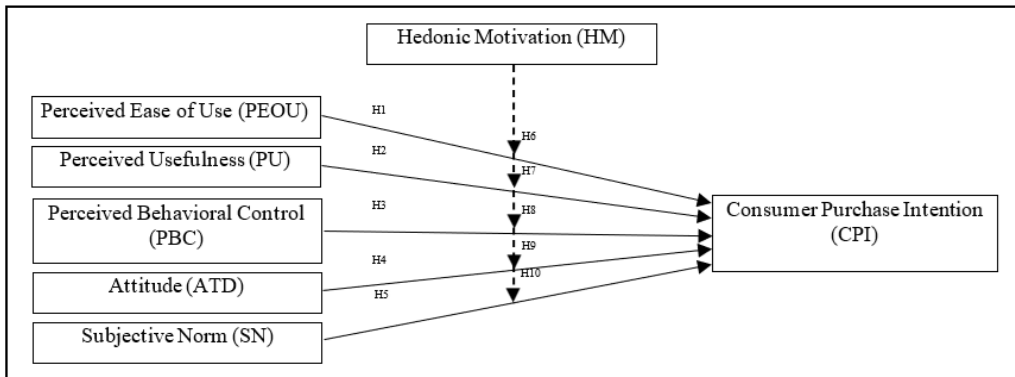 Hedonic Motivation (HM)
Perceived Ease of Use (PEOU)
H1
H6
Perceived Usefulness (PU)
H2
H7
Perceived Behavioral Control
(PBC)
H3
H8
Consumer Purchase Intention
(CPI)
H9
H4
Attitude (ATD)
H10
H5
Subjective Norm (SN)